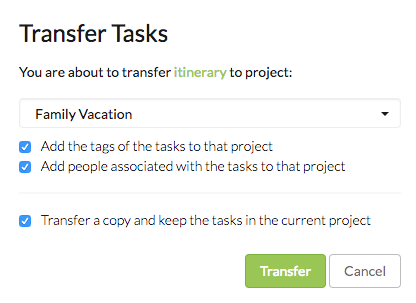 Transfer Tasks
You are about to transfer itinerary to project:
Family Vacation
Add the tags of the tasks to that project
Add people associated with the tasks to that project
Transfer a copy and keep the tasks in the current project
Transfer Cancel